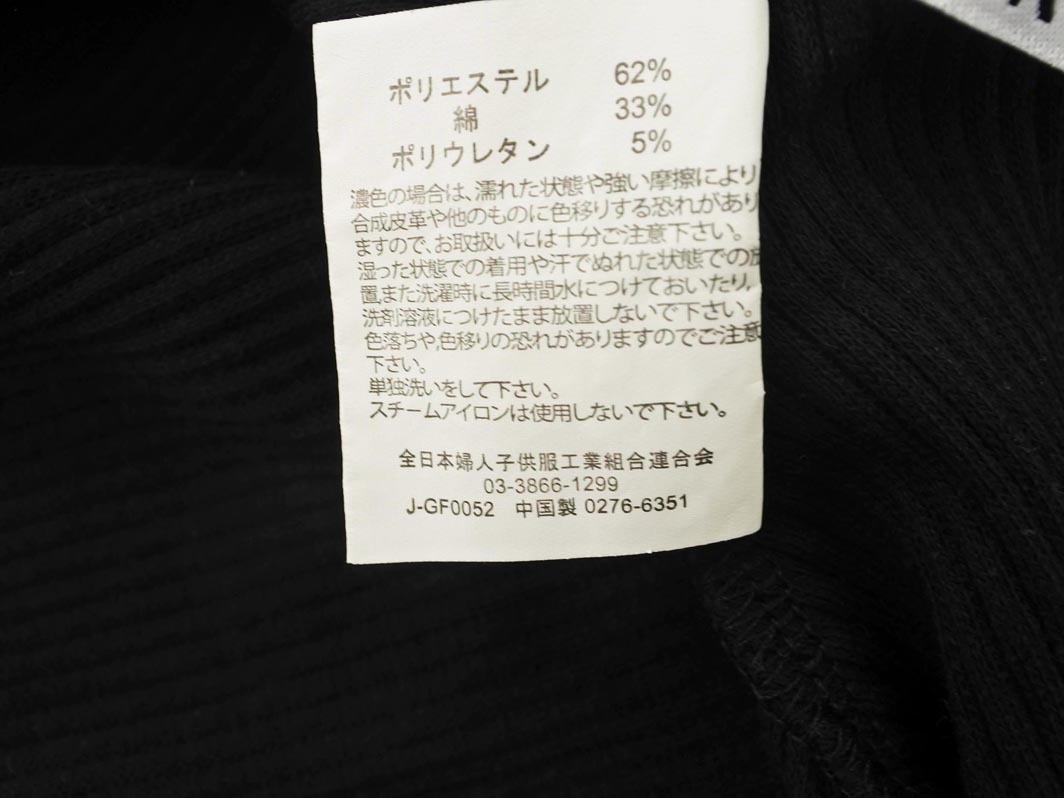 ポリエステル 62%
綿 33%
ポリウレタン 5%
濃色の場合は、濡れた状態や強い摩擦により
合成皮革や他のものに色移りする恐れがあり
ますので、お取扱いには十分ご注意下さい。
湿った状態での着用や汗でぬれた状態での放
置,また洗濯時に長時間水につけておいたり,
洗剤溶液につけたまま放置しないで下さい。
色落ちや,色移りの恐れがありますのでご注意
下さい。
単独洗いをして下さい。
スチームアイロンは使用しないで下さい。
全日本婦人子供服工業組合連合会
03-3866-1299
J-GF0052 中国製 0276-6351